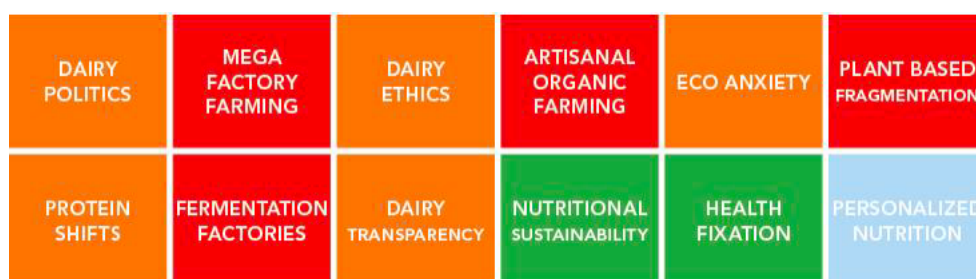 DAIRY
POLITICS
MEGA
FACTORY
FARMING
DAIRY
ETHICS
ARTISANAL
ORGANIC
FARMING
ECO ANXIETY
PLANT BASED
FRAGMENTATION
PROTEIN
SHIFTS
FERMENTATION
FACTORIES
DAIRY
TRANSPARENCY
NUTRITIONAL
SUSTAINABILITY
HEALTH
FIXATION
PERSONALIZED
NUTRITION